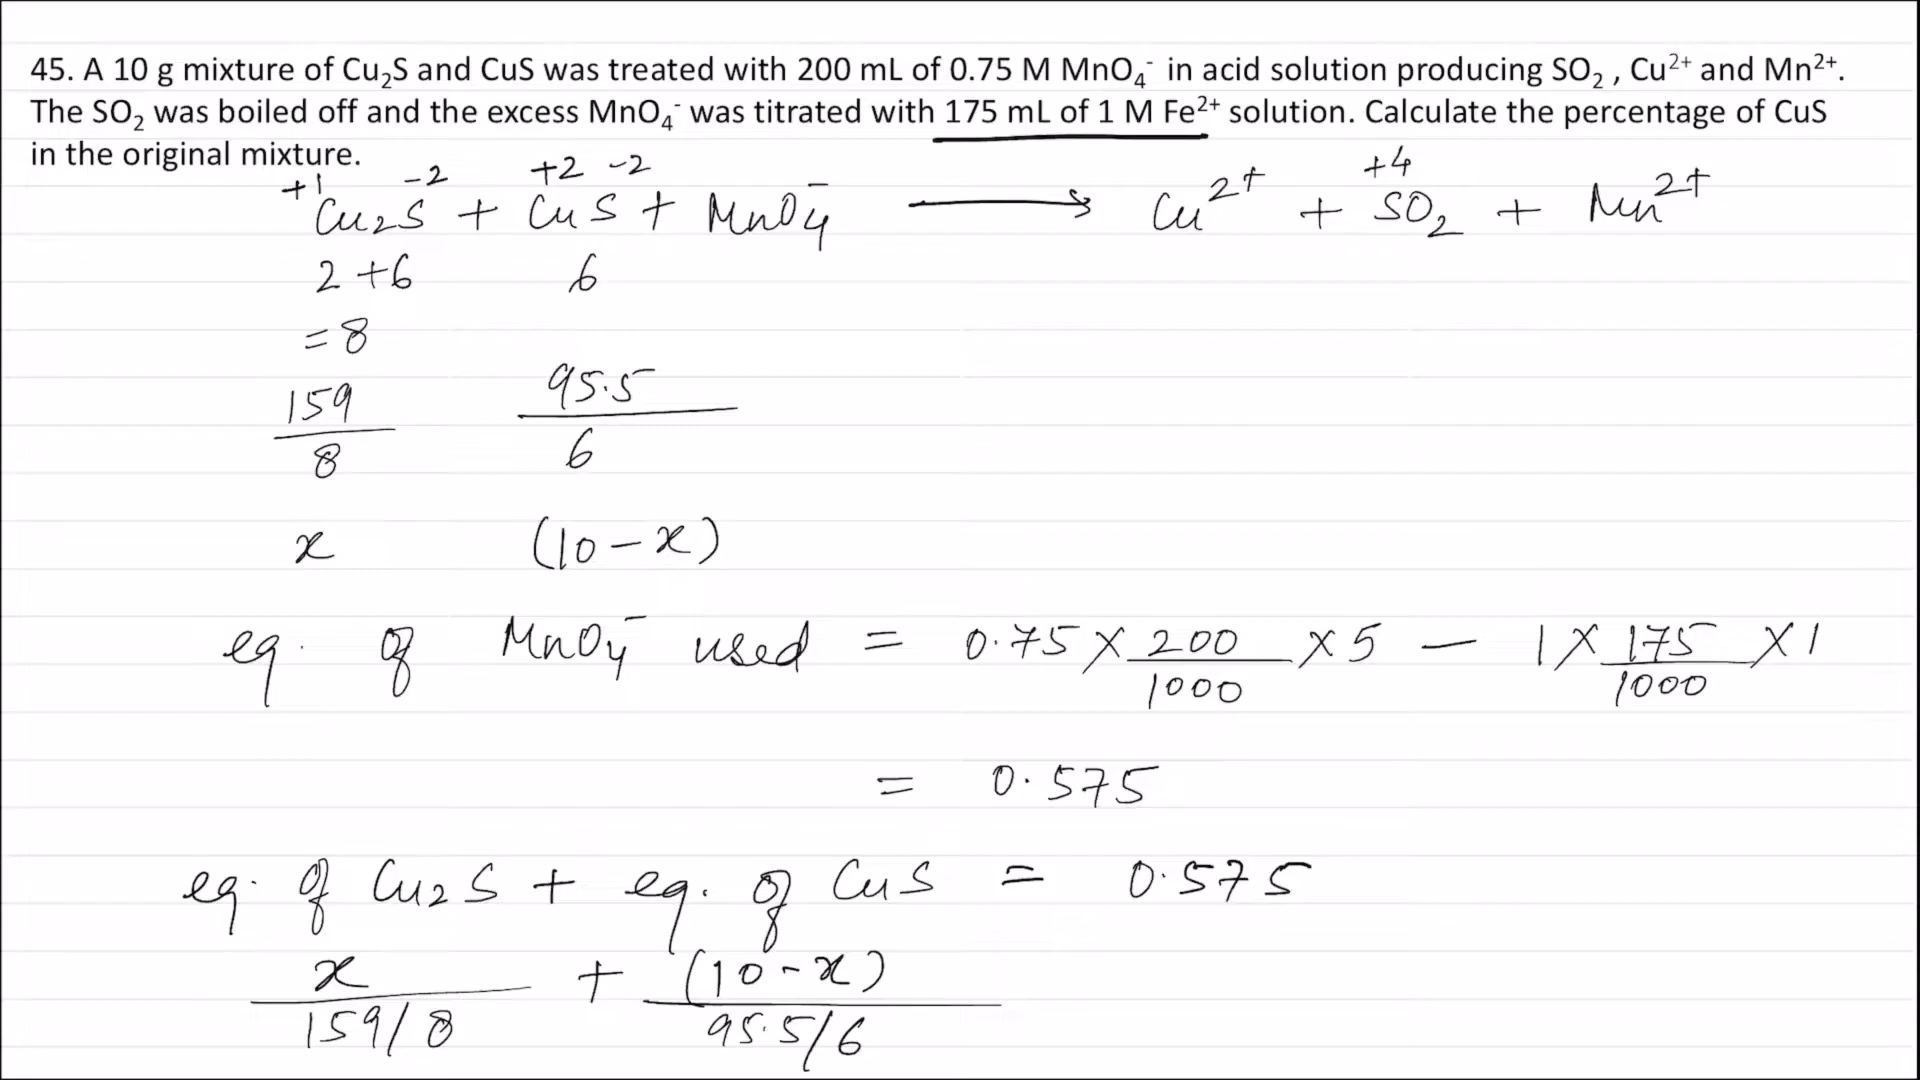 45. A 10 g mixture of Cu₂S and CuS was treated with 200 mL of 0.75 M MnO₄⁻ in acid solution producing SO₂ , Cu²⁺ and Mn²⁺.
The SO₂ was boiled off and the excess MnO₄⁻ was titrated with 175 mL of 1 M Fe²⁺ solution. Calculate the percentage of CuS
in the original mixture.
+1 -2 +2 -2 +4
Cu₂S + CuS + MnO₄⁻ ⟶ Cu²⁺ + SO₂ + Mn²⁺
2 + 6 6
= 8
159/8 95.5/6
x (10 - x)
eq. of MnO₄⁻ used = 0.75 × 200/1000 × 5 - 1 × 175/1000 × 1
= 0.575
eq. of Cu₂S + eq. of CuS = 0.575
x/(159/8) + (10 - x)/(95.5/6)